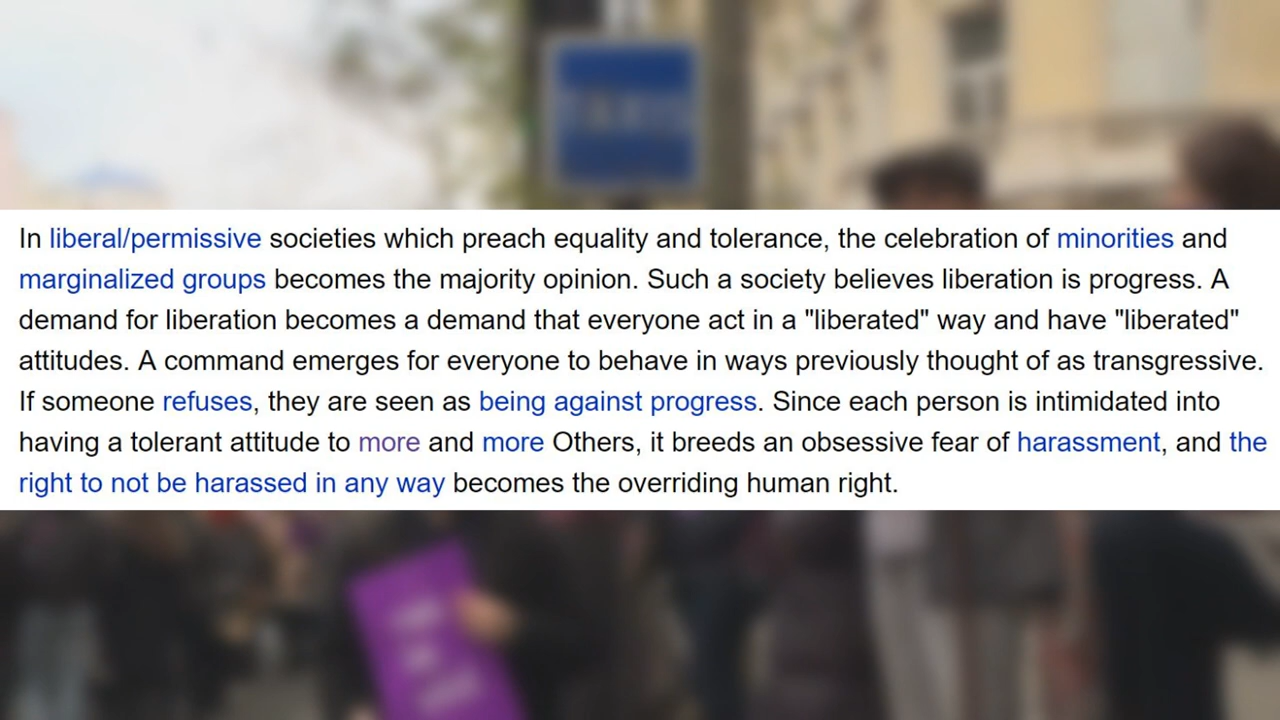 In liberal/permissive societies which preach equality and tolerance, the celebration of minorities and
marginalized groups becomes the majority opinion. Such a society believes liberation is progress. A
demand for liberation becomes a demand that everyone act in a "liberated" way and have "liberated"
attitudes. A command emerges for everyone to behave in ways previously thought of as transgressive.
If someone refuses, they are seen as being against progress. Since each person is intimidated into
having a tolerant attitude to more and more Others, it breeds an obsessive fear of harassment, and the
right to not be harassed in any way becomes the overriding human right.